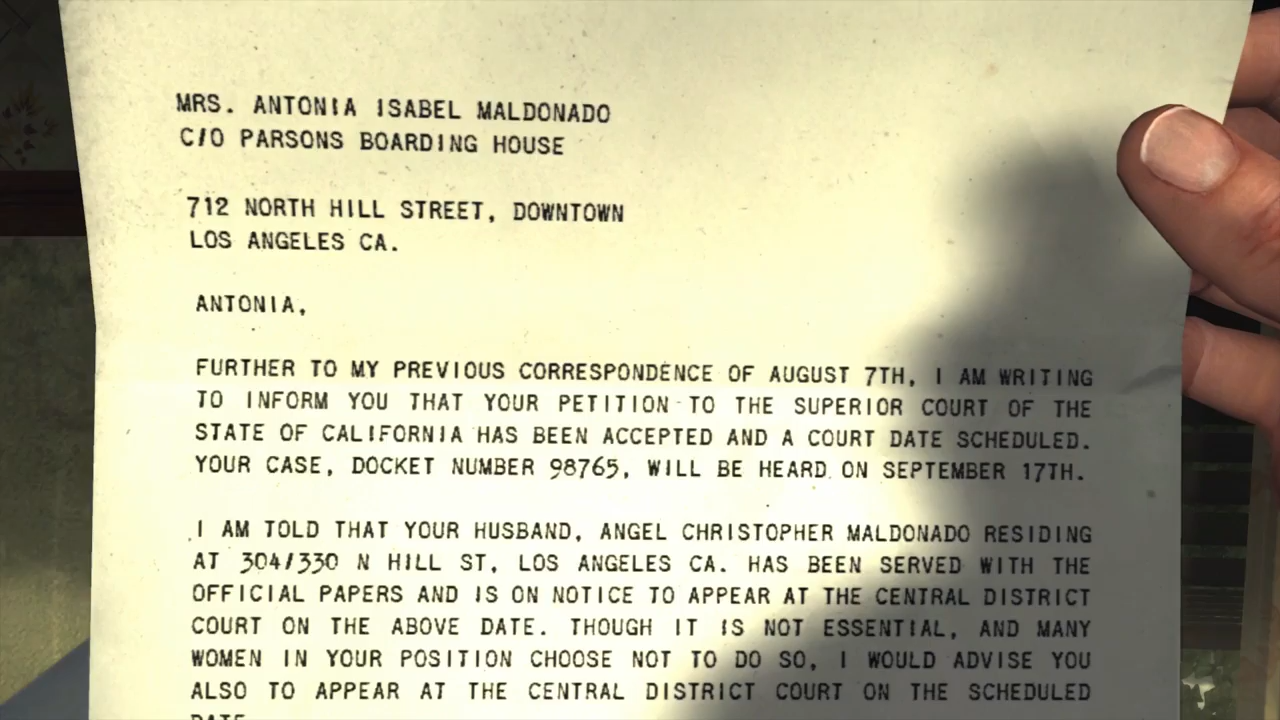 MRS. ANTONIA ISABEL MALDONADO
C/O PARSONS BOARDING HOUSE
712 NORTH HILL STREET, DOWNTOWN
LOS ANGELES CA.
ANTONIA,
FURTHER TO MY PREVIOUS CORRESPONDENCE OF AUGUST 7TH, I AM WRITING
TO INFORM YOU THAT YOUR PETITION TO THE SUPERIOR COURT OF THE
STATE OF CALIFORNIA HAS BEEN ACCEPTED AND A COURT DATE SCHEDULED.
YOUR CASE, DOCKET NUMBER 98765, WILL BE HEARD ON SEPTEMBER 17TH.
I AM TOLD THAT YOUR HUSBAND, ANGEL CHRISTOPHER MALDONADO RESIDING
AT 304/330 N HILL ST, LOS ANGELES CA. HAS BEEN SERVED WITH THE
OFFICIAL PAPERS AND IS ON NOTICE TO APPEAR AT THE CENTRAL DISTRICT
COURT ON THE ABOVE DATE. THOUGH IT IS NOT ESSENTIAL, AND MANY
WOMEN IN YOUR POSITION CHOOSE NOT TO DO SO, I WOULD ADVISE YOU
ALSO TO APPEAR AT THE CENTRAL DISTRICT COURT ON THE SCHEDULED
DATE